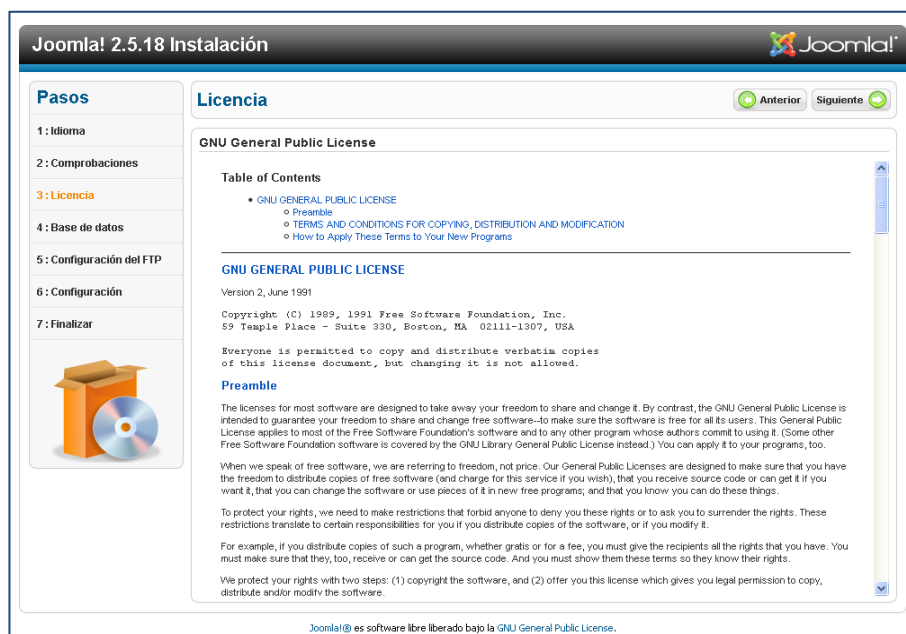 Joomla! 2.5.18 Instalación
Joomla!
Pasos
1 : Idioma
2 : Comprobaciones
3 : Licencia
4 : Base de datos
5 : Configuración del FTP
6 : Configuración
7 : Finalizar
Licencia
Anterior
Siguiente
GNU General Public License
Table of Contents
GNU GENERAL PUBLIC LICENSE
Preamble
TERMS AND CONDITIONS FOR COPYING, DISTRIBUTION AND MODIFICATION
How to Apply These Terms to Your New Programs
GNU GENERAL PUBLIC LICENSE
Version 2, June 1991
Copyright (C) 1989, 1991 Free Software Foundation, Inc.
59 Temple Place - Suite 330, Boston, MA  02111-1307, USA
Everyone is permitted to copy and distribute verbatim copies
of this license document, but changing it is not allowed.
Preamble
The licenses for most software are designed to take away your freedom to share and change it. By contrast, the GNU General Public License is
intended to guarantee your freedom to share and change free software--to make sure the software is free for all its users. This General Public
License applies to most of the Free Software Foundation's software and to any other program whose authors commit to using it. (Some other
Free Software Foundation software is covered by the GNU Library General Public License instead.) You can apply it to your programs, too.
When we speak of free software, we are referring to freedom, not price. Our General Public Licenses are designed to make sure that you have
the freedom to distribute copies of free software (and charge for this service if you wish), that you receive source code or can get it if you
want it, that you can change the software or use pieces of it in new free programs; and that you know you can do these things.
To protect your rights, we need to make restrictions that forbid anyone to deny you these rights or to ask you to surrender the rights. These
restrictions translate to certain responsibilities for you if you distribute copies of the software, or if you modify it.
For example, if you distribute copies of such a program, whether gratis or for a fee, you must give the recipients all the rights that you have. You
must make sure that they, too, receive or can get the source code. And you must show them these terms so they know their rights.
We protect your rights with two steps: (1) copyright the software, and (2) offer you this license which gives you legal permission to copy,
distribute and/or modify the software.
Joomla!® es software libre liberado bajo la GNU General Public License.